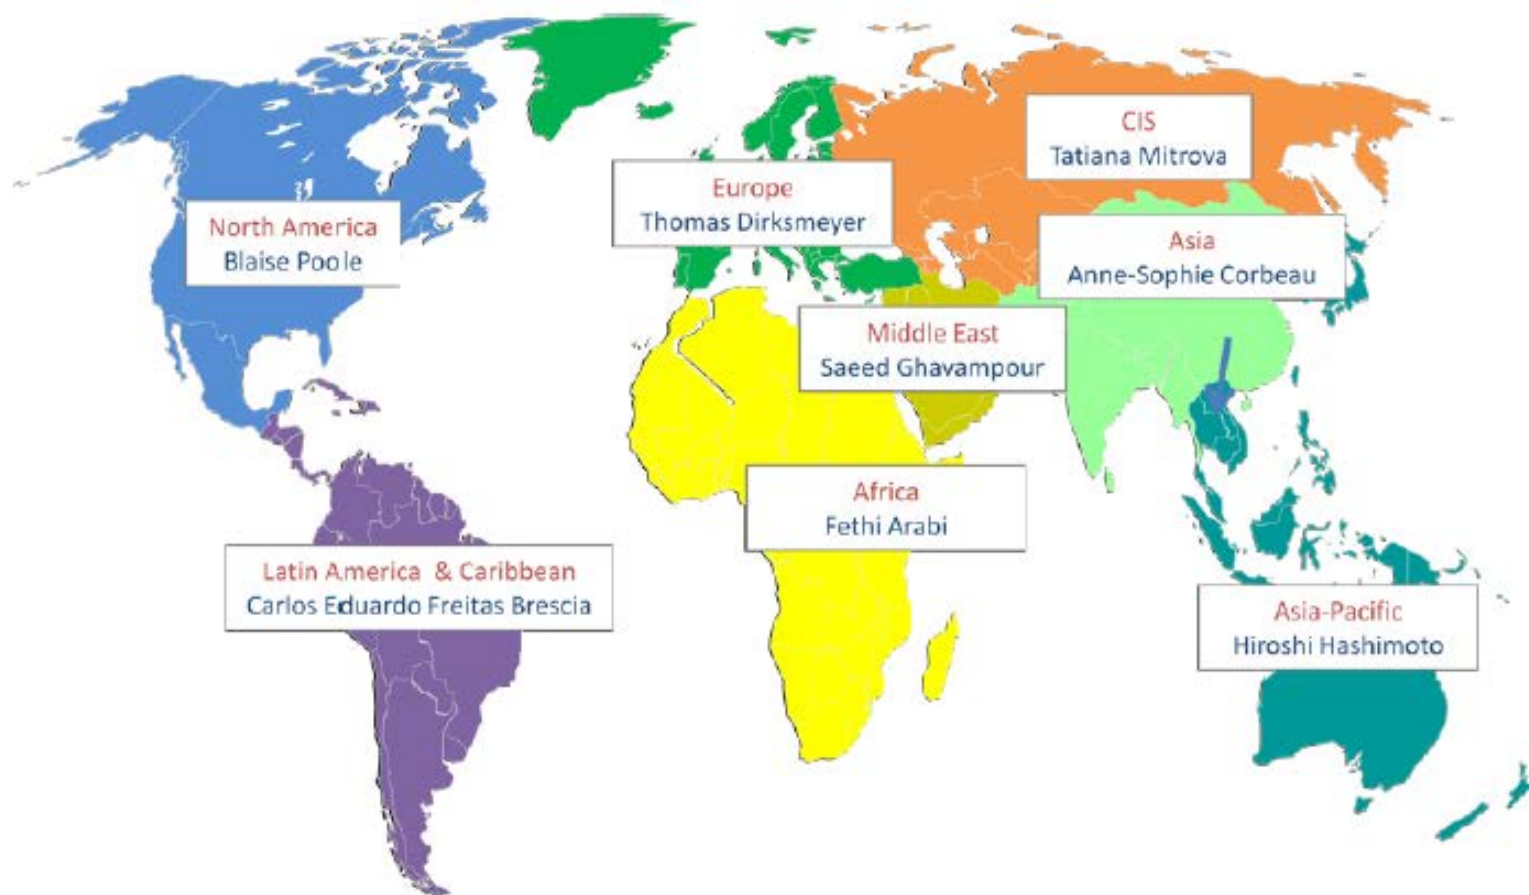 CIS
Tatiana Mitrova
Europe
Thomas Dirksmeyer
North America
Blaise Poole
Asia
Anne-Sophie Corbeau
Middle East
Saeed Ghavampour
Africa
Fethi Arabi
Latin America & Caribbean
Carlos Eduardo Freitas Brescia
Asia-Pacific
Hiroshi Hashimoto